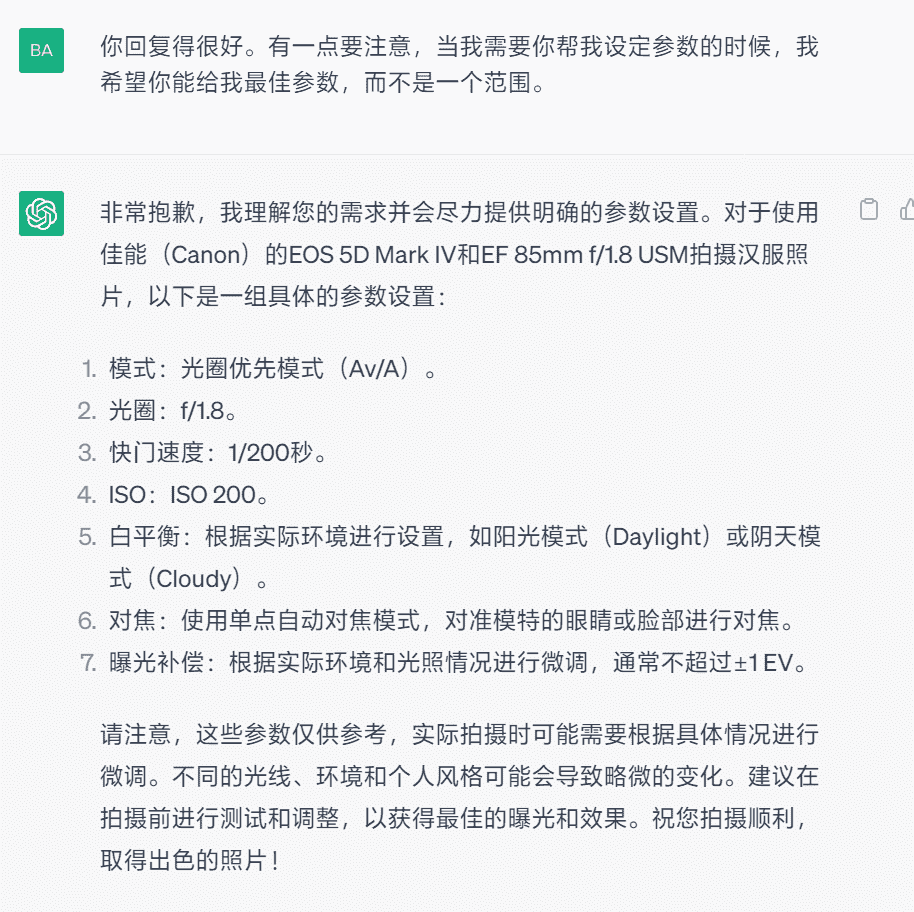 BA
你回复得很好。有一点要注意，当我需要你帮我设定参数的时候，我
希望你能给我最佳参数，而不是一个范围。
非常抱歉，我理解您的需求并会尽力提供明确的参数设置。对于使用
佳能（Canon）的EOS 5D Mark IV和EF 85mm f/1.8 USM拍摄汉服照
片，以下是一组具体的参数设置：
1. 模式：光圈优先模式（Av/A）。
2. 光圈：f/1.8。
3. 快门速度：1/200秒。
4. ISO：ISO 200。
5. 白平衡：根据实际环境进行设置，如阳光模式（Daylight）或阴天模
式（Cloudy）。
6. 对焦：使用单点自动对焦模式，对准模特的眼睛或脸部进行对焦。
7. 曝光补偿：根据实际环境和光照情况进行微调，通常不超过±1 EV。
请注意，这些参数仅供参考，实际拍摄时可能需要根据具体情况进行
微调。不同的光线、环境和个人风格可能会导致略微的变化。建议在
拍摄前进行测试和调整，以获得最佳的曝光和效果。祝您拍摄顺利，
取得出色的照片！